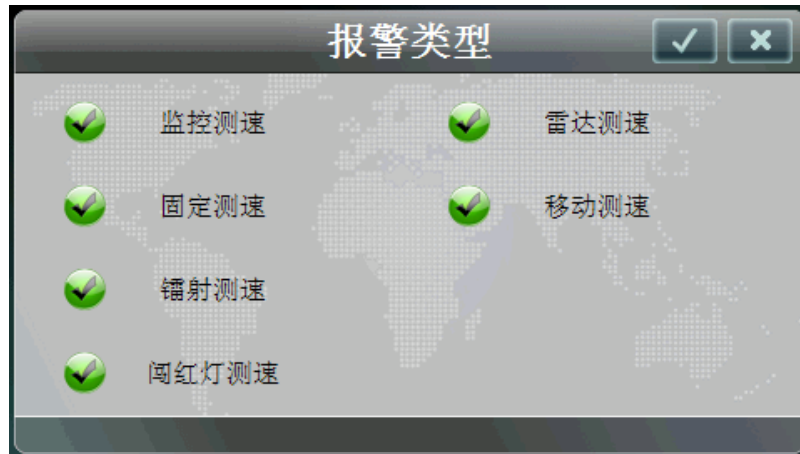 报警类型
监控测速 雷达测速
固定测速 移动测速
镭射测速
闯红灯测速